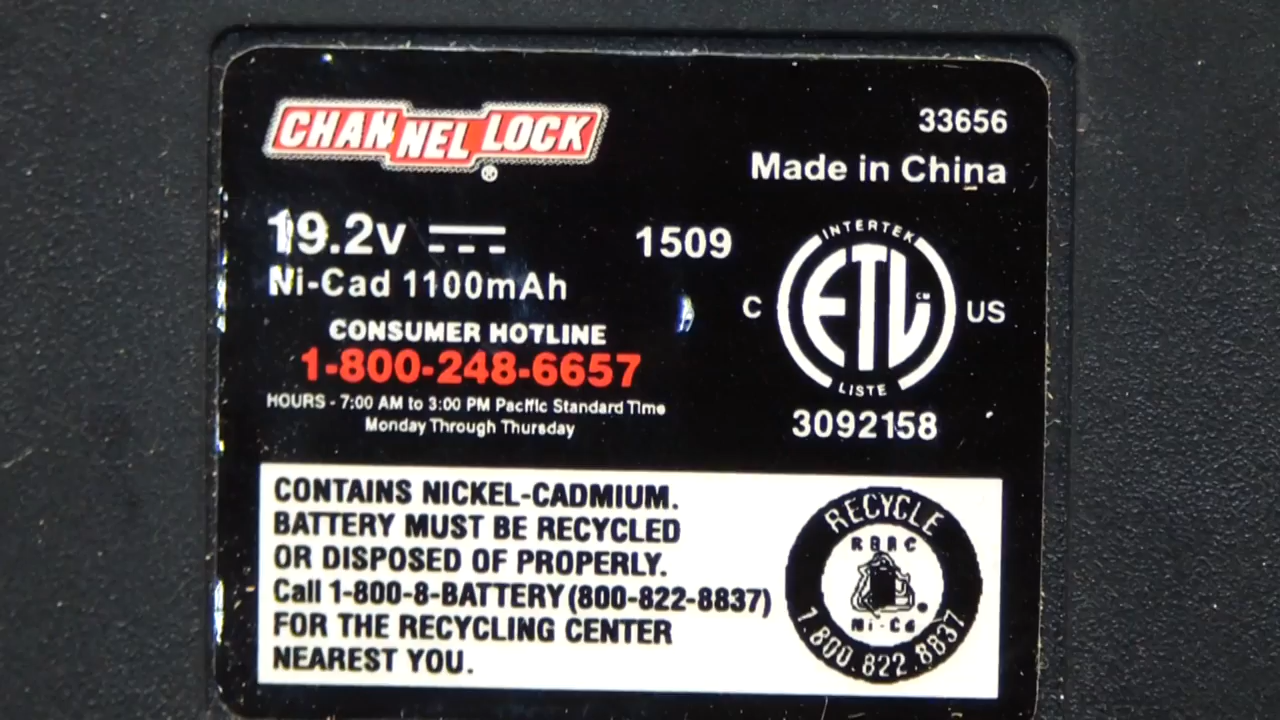 CHANNEL LOCK
®
33656
Made in China
19.2v
1509
Ni-Cad 1100mAh
CONSUMER HOTLINE
1-800-248-6657
HOURS - 7:00 AM to 3:00 PM Pacific Standard Time
Monday Through Thursday
INTERTEK
C ETL CM US
LISTE
3092158
CONTAINS NICKEL-CADMIUM.
BATTERY MUST BE RECYCLED
OR DISPOSED OF PROPERLY.
Call 1-800-8-BATTERY (800-822-8837)
FOR THE RECYCLING CENTER
NEAREST YOU.
RECYCLE
RBRC
Ni-Cd
1.800.822.8837